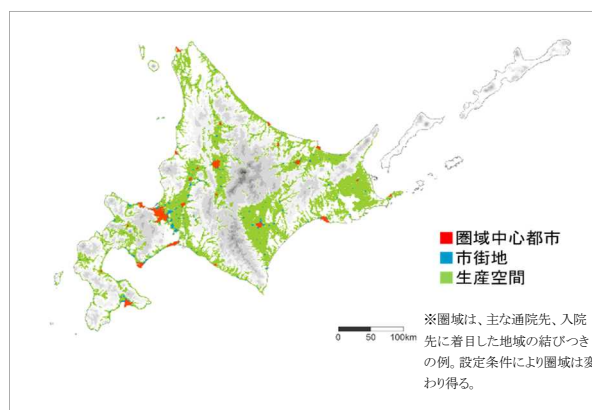 圏域中心都市
市街地
生産空間
0 50 100km
※圏域は、主な通院先、入院
先に着目した地域の結びつき
の例。設定条件により圏域は変
わり得る。